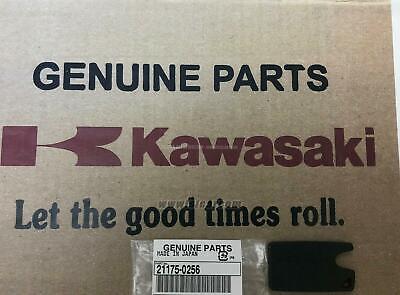 GENUINE PARTS
Kawasaki
Let the good times roll.
GENUINE PARTS
MADE IN JAPAN
21175-0256